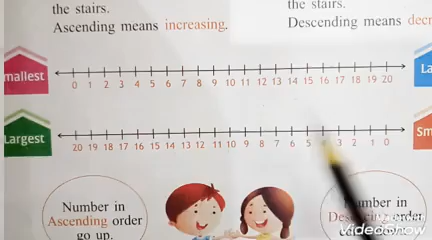 the stairs.
Ascending means increasing.
the stairs.
Descending means decr
mallest
0 1 2 3 4 5 6 7 8 9 10 11 12 13 14 15 16 17 18 19 20
La
Largest
20 19 18 17 16 15 14 13 12 11 10 9 8 7 6 5 3 2 1 0
Sm
Number in
Ascending order
go up.
Number in
Descending order
VideoShow